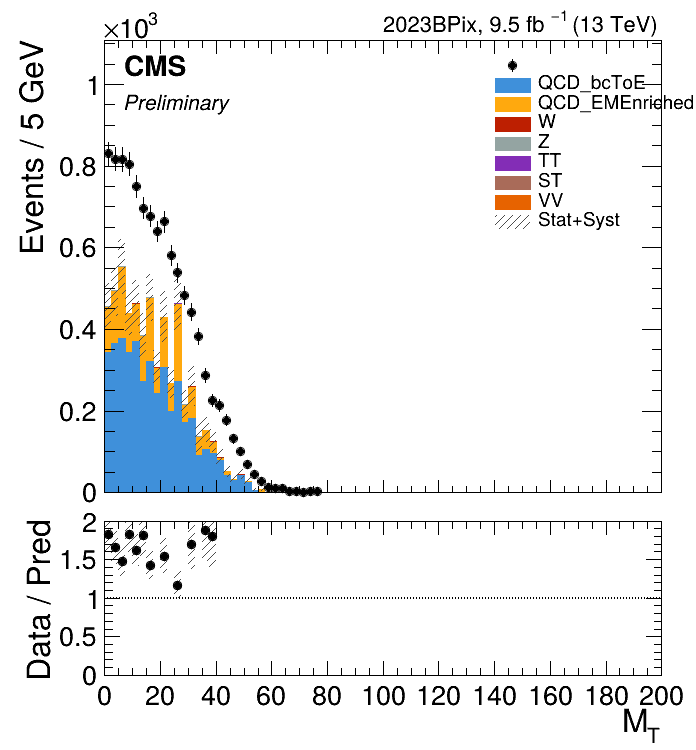 ×10³
2023BPix, 9.5 fb⁻¹ (13 TeV)
Events / 5 GeV
CMS
Preliminary
QCD_bcToE
QCD_EMEnriched
W
Z
TT
ST
VV
Stat+Syst
1
0.8
0.6
0.4
0.2
0
Data / Pred
2
1.5
1
0.5
0
0 20 40 60 80 100 120 140 160 180 200
M_T